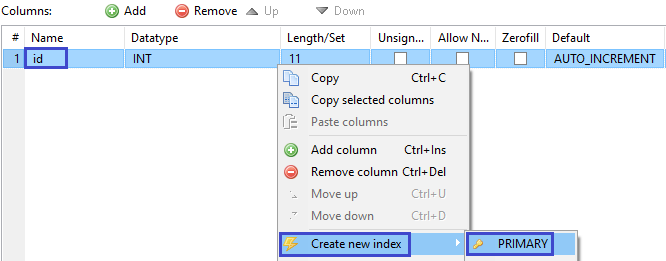 Columns: Add Remove Up Down
# Name Datatype Length/Set Unsign... Allow N... Zerofill Default
1 id INT 11 AUTO_INCREMENT
Copy Ctrl+C
Copy selected columns
Paste columns
Add column Ctrl+Ins
Remove column Ctrl+Del
Move up Ctrl+U
Move down Ctrl+D
Create new index PRIMARY